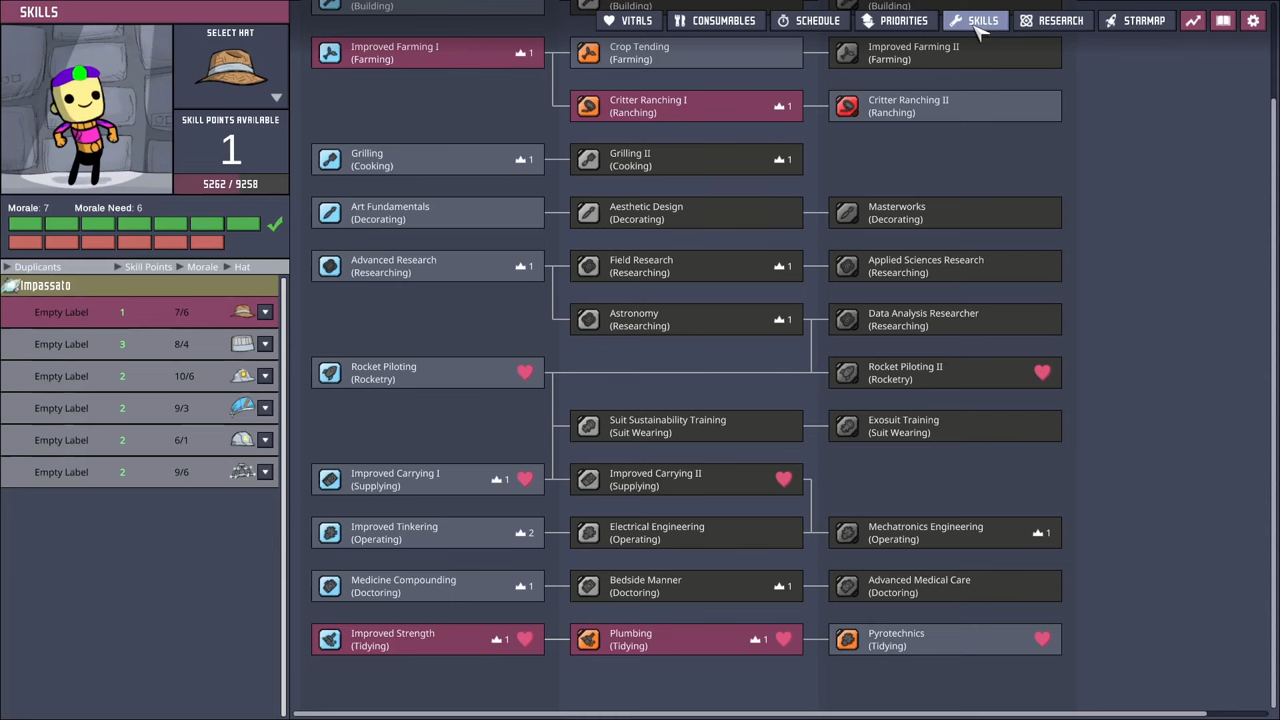 SKILLS
(Building)
(Building)
(Building)
VITALS
CONSUMABLES
SCHEDULE
PRIORITIES
SKILLS
RESEARCH
STARMAP
SELECT HAT
SKILL POINTS AVAILABLE
1
5262 / 9258
Morale: 7
Morale Need: 6
Duplicants
Skill Points
Morale
Hat
Impassato
Empty Label 1 7/6
Empty Label 3 8/4
Empty Label 2 10/6
Empty Label 2 9/3
Empty Label 2 6/1
Empty Label 2 9/6
Improved Farming I
(Farming)
1
Crop Tending
(Farming)
Improved Farming II
(Farming)
Critter Ranching I
(Ranching)
1
Critter Ranching II
(Ranching)
Grilling
(Cooking)
1
Grilling II
(Cooking)
1
Art Fundamentals
(Decorating)
Aesthetic Design
(Decorating)
Masterworks
(Decorating)
Advanced Research
(Researching)
1
Field Research
(Researching)
1
Applied Sciences Research
(Researching)
Astronomy
(Researching)
1
Data Analysis Researcher
(Researching)
Rocket Piloting
(Rocketry)
Rocket Piloting II
(Rocketry)
Suit Sustainability Training
(Suit Wearing)
Exosuit Training
(Suit Wearing)
Improved Carrying I
(Supplying)
1
Improved Carrying II
(Supplying)
Improved Tinkering
(Operating)
2
Electrical Engineering
(Operating)
Mechatronics Engineering
(Operating)
1
Medicine Compounding
(Doctoring)
1
Bedside Manner
(Doctoring)
1
Advanced Medical Care
(Doctoring)
Improved Strength
(Tidying)
1
Plumbing
(Tidying)
1
Pyrotechnics
(Tidying)